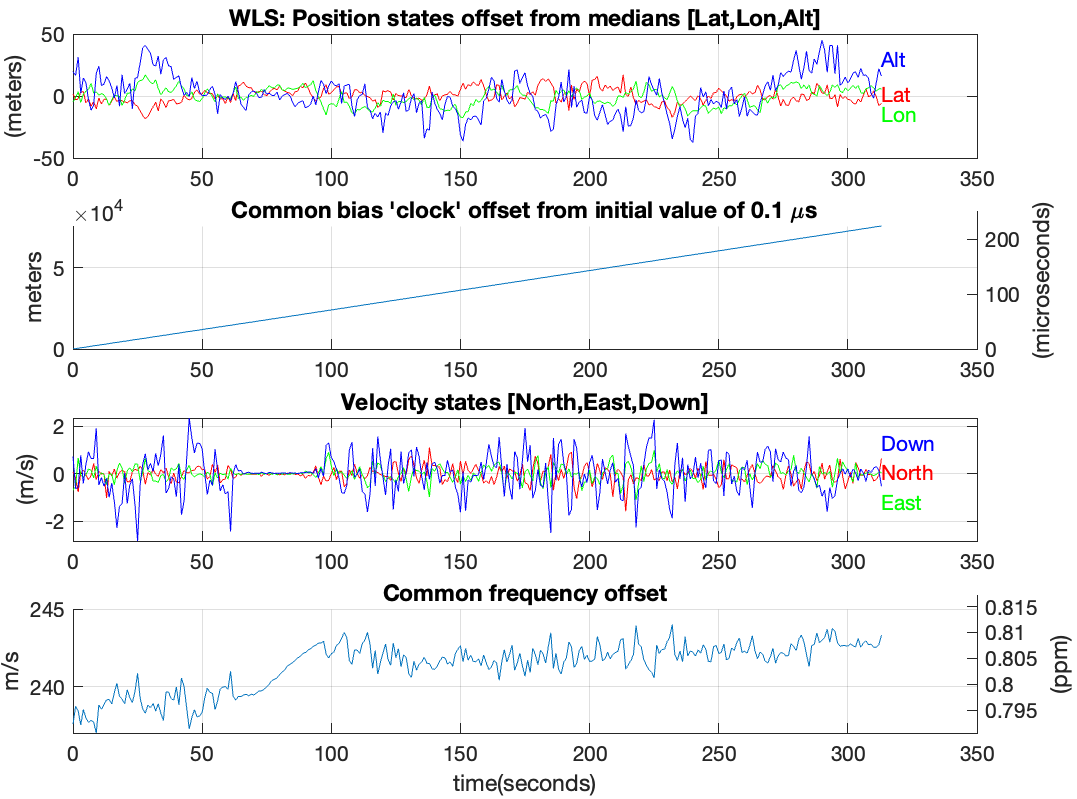 WLS: Position states offset from medians [Lat,Lon,Alt]
(meters)
50
0
-50
Alt
Lat
Lon
0 50 100 150 200 250 300 350
×10⁴
Common bias 'clock' offset from initial value of 0.1 μs
meters
5
0
200
100
0
(microseconds)
0 50 100 150 200 250 300 350
Velocity states [North,East,Down]
(m/s)
2
0
-2
Down
North
East
0 50 100 150 200 250 300 350
Common frequency offset
m/s
245
240
0.815
0.81
0.805
0.8
0.795
(ppm)
0 50 100 150 200 250 300 350
time(seconds)